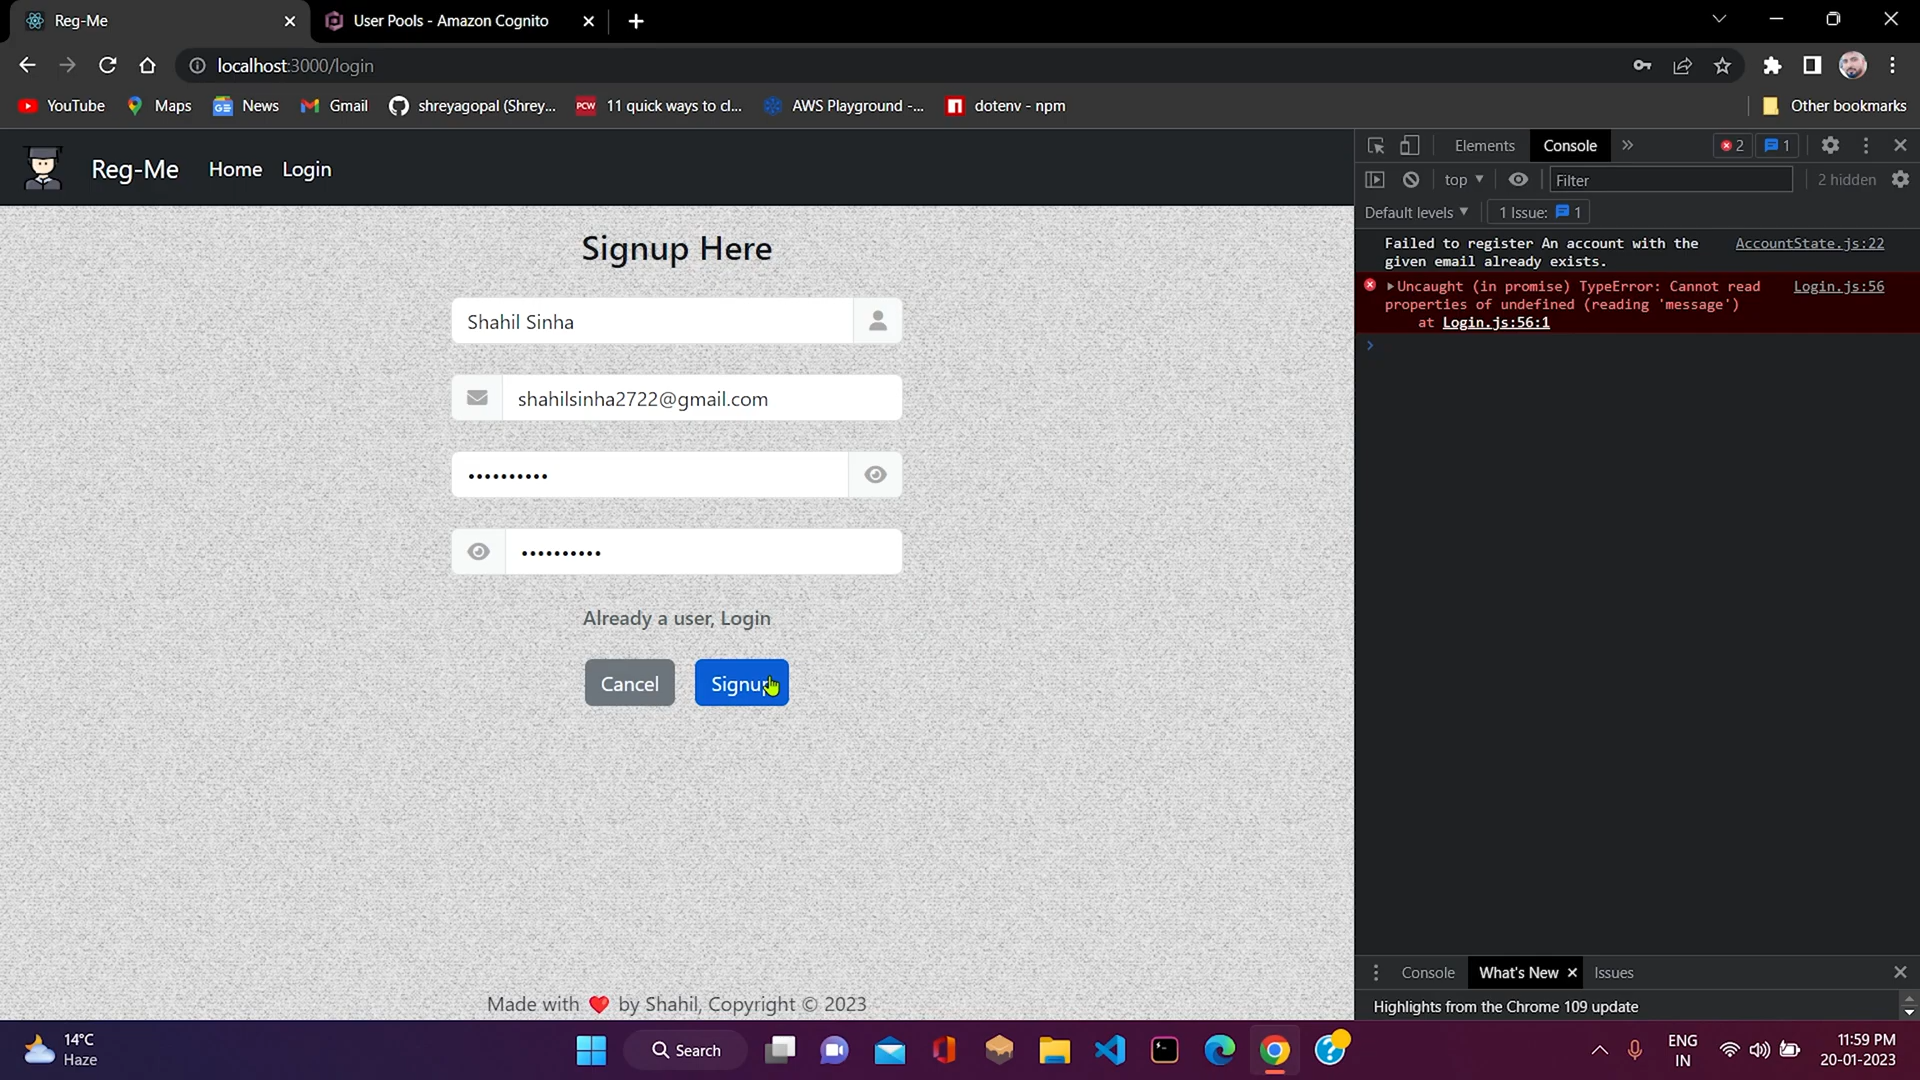 Reg-Me
User Pools - Amazon Cognito
localhost:3000/login
YouTube Maps News Gmail shreyagopal (Shrey... PCW 11 quick ways to cl... AWS Playground -... dotenv - npm Other bookmarks
Reg-Me Home Login
Signup Here
Shahil Sinha
shahilsinha2722@gmail.com
••••••••••
••••••••••
Already a user, Login
Cancel Signup
Made with ❤ by Shahil, Copyright © 2023
Elements Console » 2 1
top ▼ Filter 2 hidden
Default levels ▼ 1 Issue: 1
Failed to register An account with the AccountState.js:22
given email already exists.
Uncaught (in promise) TypeError: Cannot read Login.js:56
properties of undefined (reading 'message')
at Login.js:56:1
Console What's New × Issues
Highlights from the Chrome 109 update
14°C
Haze
Search
ENG
IN
11:59 PM
20-01-2023